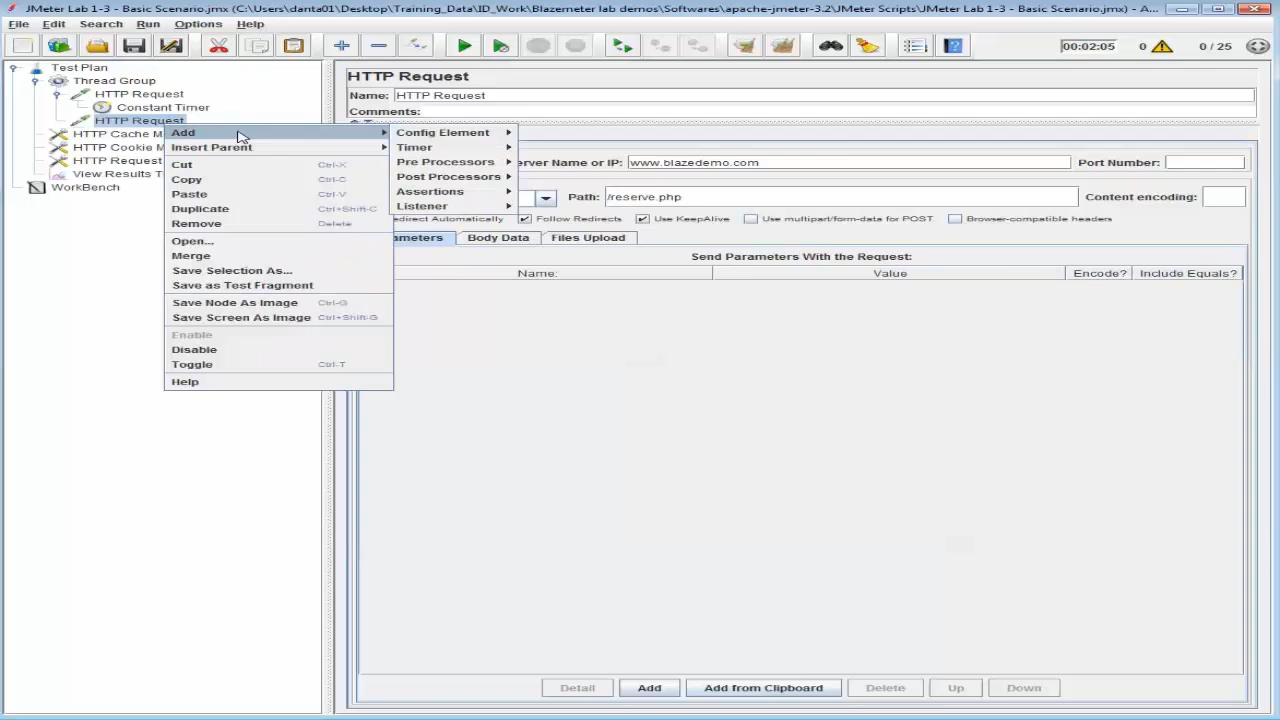 JMeter Lab 1-3 - Basic Scenario.jmx (C:\Users\danta01\Desktop\Training_Data\ID_Work\Blazemeter lab demos\Softwares\apache-jmeter-3.2\JMeter Scripts\JMeter Lab 1-3 - Basic Scenario.jmx) - A...
File Edit Search Run Options Help
00:02:05 0 0 / 25
Test Plan
Thread Group
HTTP Request
Constant Timer
HTTP Request
HTTP Cache M
HTTP Cookie M
HTTP Request
View Results T
WorkBench
Add
Insert Parent
Cut Ctrl-X
Copy Ctrl-C
Paste Ctrl-V
Duplicate Ctrl+Shift-C
Remove Delete
Open...
Merge
Save Selection As...
Save as Test Fragment
Save Node As Image Ctrl-G
Save Screen As Image Ctrl+Shift-G
Enable
Disable
Toggle Ctrl-T
Help
Config Element
Timer
Pre Processors
Post Processors
Assertions
Listener
HTTP Request
Name: HTTP Request
Comments:
erver Name or IP: www.blazedemo.com Port Number:
Path: /reserve.php Content encoding:
edirect Automatically Follow Redirects Use KeepAlive Use multipart/form-data for POST Browser-compatible headers
ameters Body Data Files Upload
Send Parameters With the Request:
Name: Value Encode? Include Equals?
Detail Add Add from Clipboard Delete Up Down